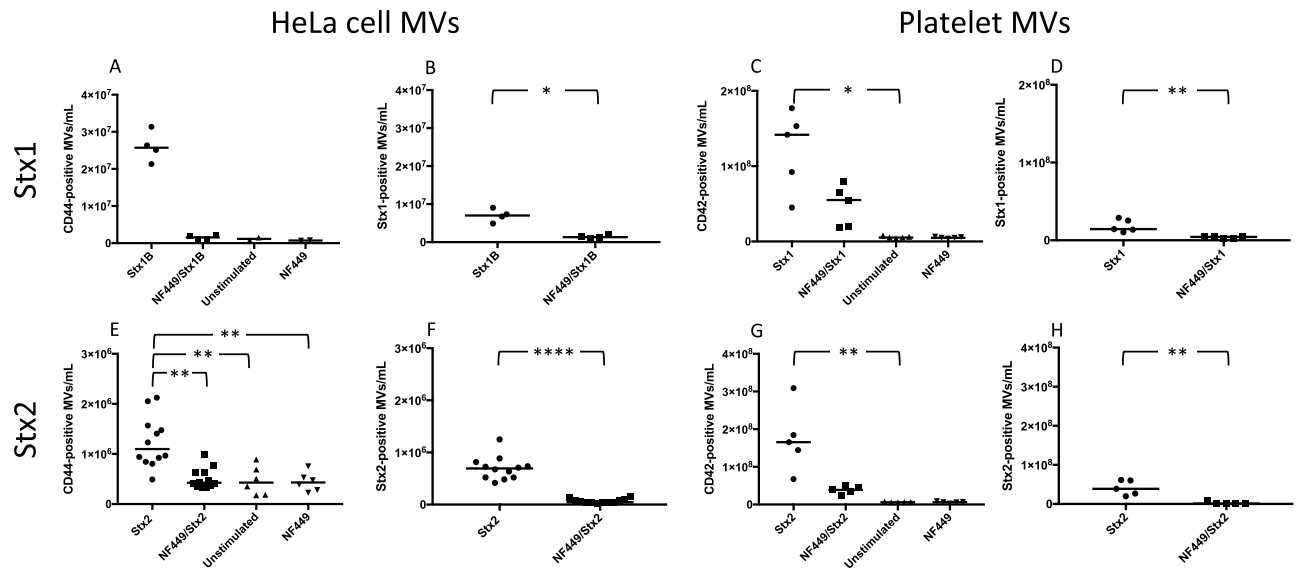 HeLa cell MVs
Platelet MVs
Stx1
A
CD44-positive MVs/mL
4×10⁷
3×10⁷
2×10⁷
1×10⁷
0
Stx1B
NF449/Stx1B
Unstimulated
NF449
B
Stx1-positive MVs/mL
4×10⁷
3×10⁷
2×10⁷
1×10⁷
0
*
Stx1B
NF449/Stx1B
C
CD42-positive MVs/mL
2×10⁸
1×10⁸
0
*
Stx1
NF449/Stx1
Unstimulated
NF449
D
Stx1-positive MVs/mL
2×10⁸
1×10⁸
0
**
Stx1
NF449/Stx1
Stx2
E
CD44-positive MVs/mL
3×10⁶
2×10⁶
1×10⁶
0
**
**
**
Stx2
NF449/Stx2
Unstimulated
NF449
F
Stx2-positive MVs/mL
3×10⁶
2×10⁶
1×10⁶
0
****
Stx2
NF449/Stx2
G
CD42-positive MVs/mL
4×10⁸
3×10⁸
2×10⁸
1×10⁸
0
**
Stx2
NF449/Stx2
Unstimulated
NF449
H
Stx2-positive MVs/mL
4×10⁸
3×10⁸
2×10⁸
1×10⁸
0
**
Stx2
NF449/Stx2